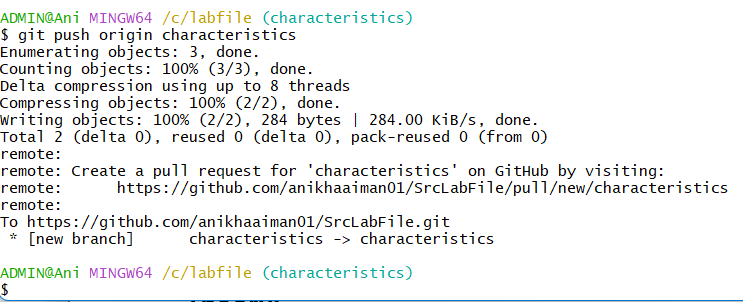 ADMIN@Ani MINGW64 /c/labfile (characteristics)
$ git push origin characteristics
Enumerating objects: 3, done.
Counting objects: 100% (3/3), done.
Delta compression using up to 8 threads
Compressing objects: 100% (2/2), done.
Writing objects: 100% (2/2), 284 bytes | 284.00 KiB/s, done.
Total 2 (delta 0), reused 0 (delta 0), pack-reused 0 (from 0)
remote:
remote: Create a pull request for 'characteristics' on GitHub by visiting:
remote:      https://github.com/anikhaaiman01/SrcLabFile/pull/new/characteristics
remote:
To https://github.com/anikhaaiman01/SrcLabFile.git
 * [new branch]      characteristics -> characteristics
ADMIN@Ani MINGW64 /c/labfile (characteristics)
$